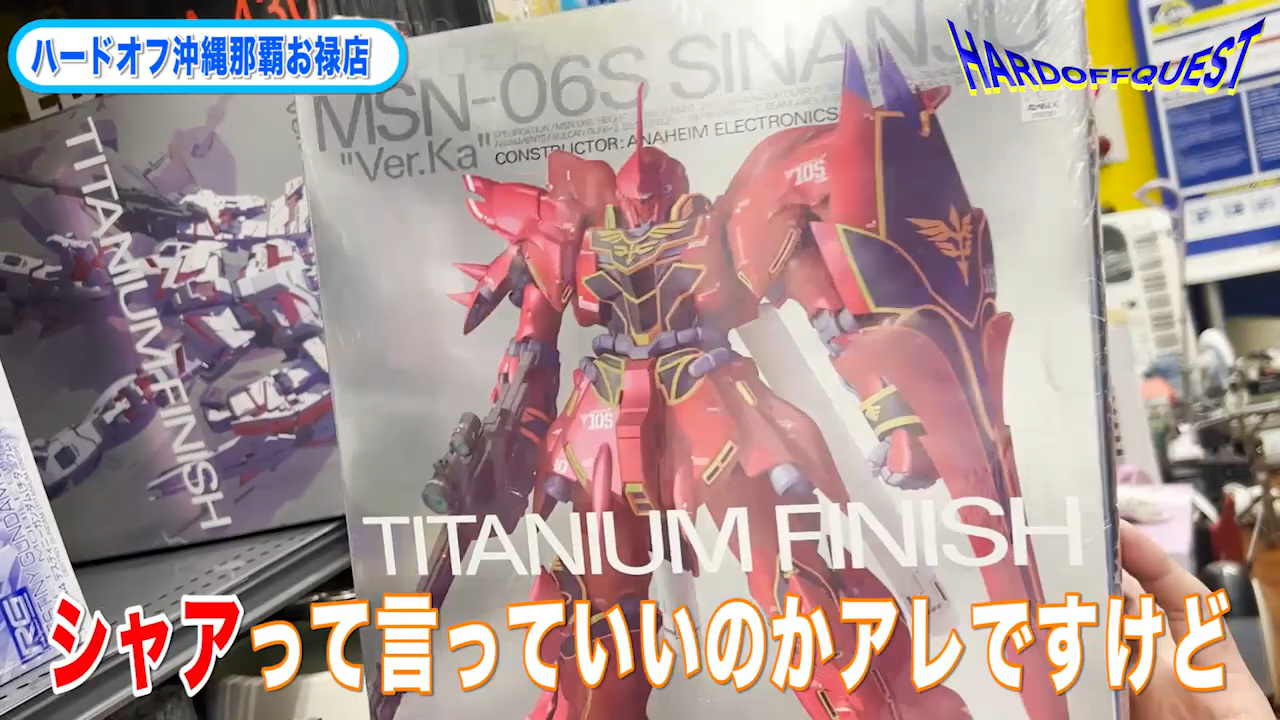 ハードオフ沖縄那覇お禄店
HARDOFFQUEST
MSN-06S SINANJU
"Ver.Ka"
CONSTRUCTOR: ANAHEIM ELECTRONICS
TITANIUM FINISH
TITANIUM FINISH
RG
シャアって言っていいのかアレですけど